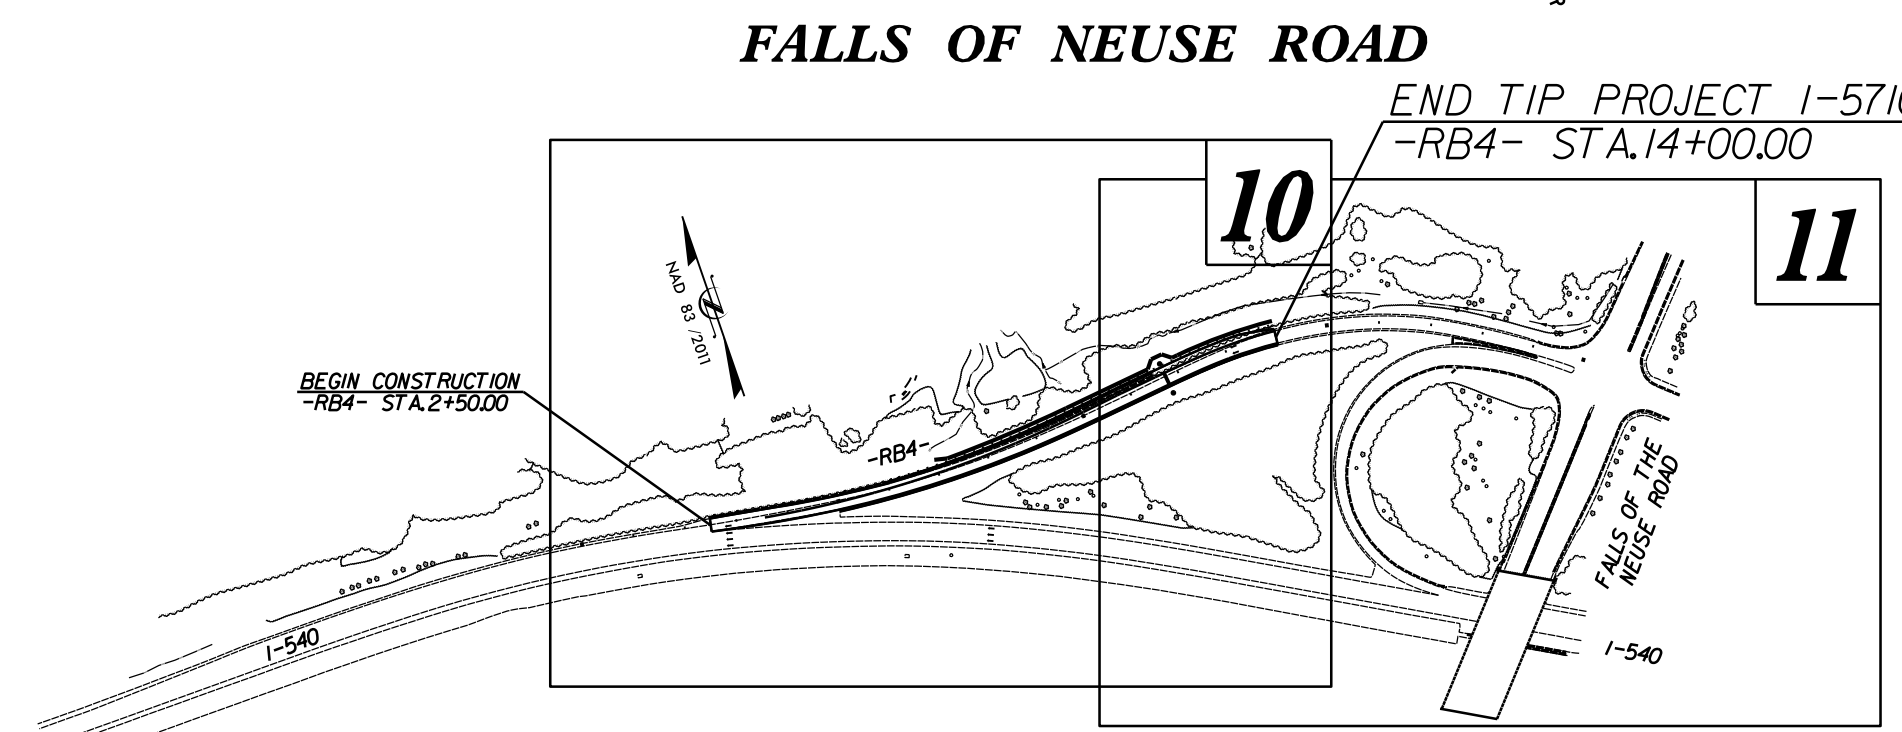 FALLS OF NEUSE ROAD
END TIP PROJECT I-571
-RB4- STA.14+00.00
10
11
NAD 83 /2011
BEGIN CONSTRUCTION
-RB4- STA.2+50.00
-RB4-
FALLS OF THE
NEUSE ROAD
I-540
I-540